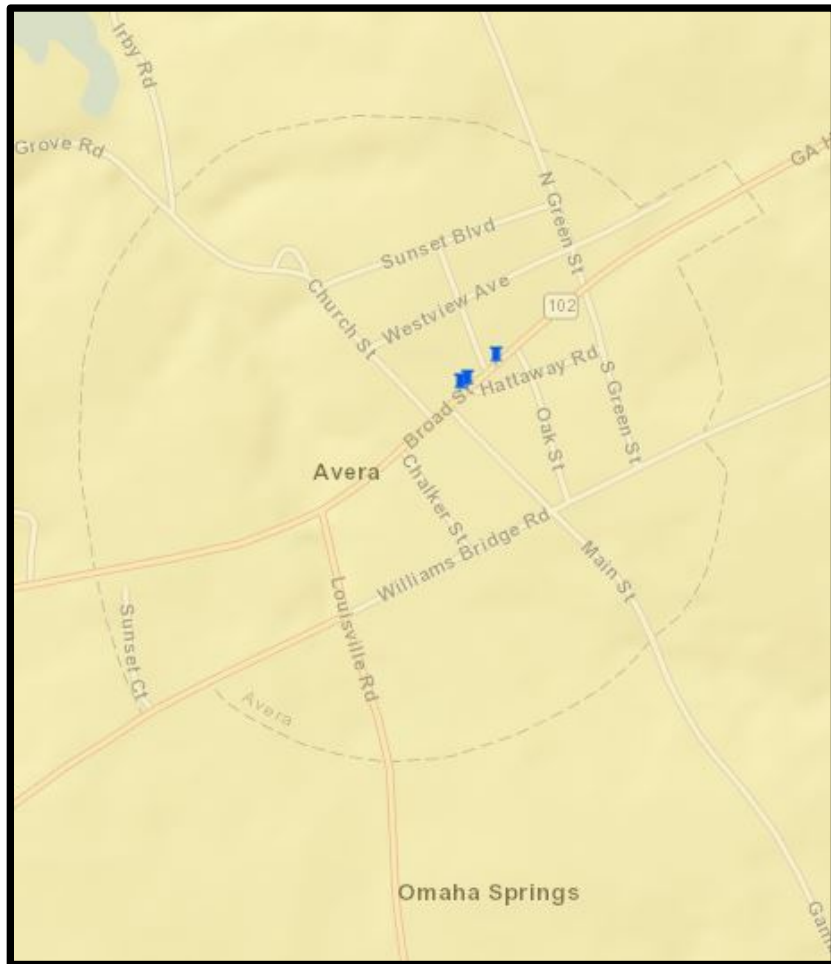 Irby Rd
Grove Rd
GA H
N Green St
Sunset Blvd
Westview Ave
Church St
102
Hattaway Rd
S Green St
Broad St
Oak St
Avera
Chalker St
Williams Bridge Rd
Main St
Louisville Rd
Sunset Ct
Avera
Omaha Springs
Gam